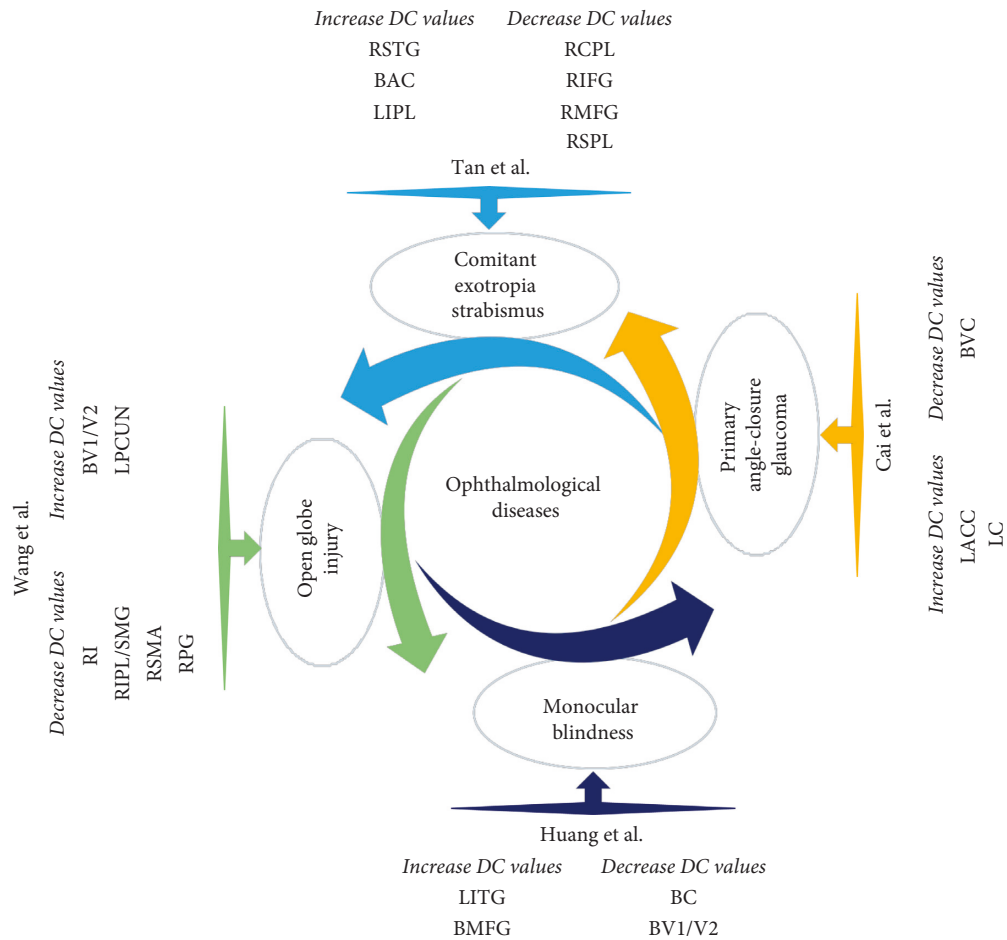 Increase DC values
RSTG
BAC
LIPL
Decrease DC values
RCPL
RIFG
RMFG
RSPL
Tan et al.
Comitant
exotropia
strabismus
Wang et al.
Increase DC values
BV1/V2
LPCUN
Decrease DC values
RI
RIPL/SMG
RSMA
RPG
Open globe
injury
Ophthalmological
diseases
Primary
angle-closure
glaucoma
Cai et al.
Decrease DC values
BVC
Increase DC values
LACC
LC
Monocular
blindness
Huang et al.
Increase DC values
LITG
BMFG
Decrease DC values
BC
BV1/V2